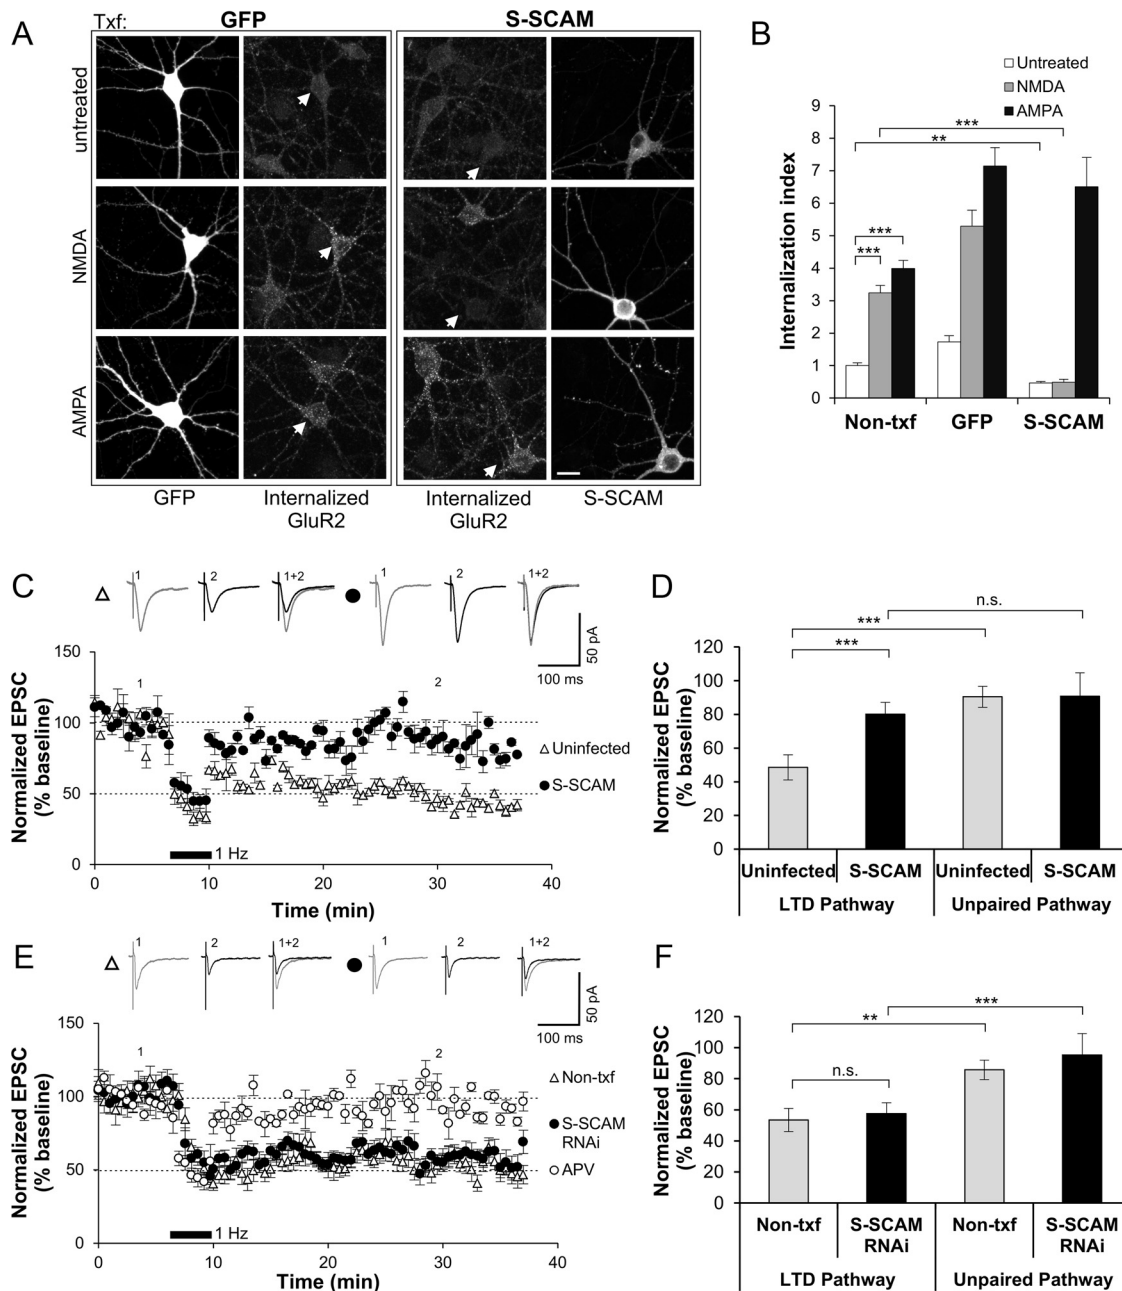 A
Txf:
GFP
S-SCAM
untreated
NMDA
AMPA
GFP
Internalized
GluR2
Internalized
GluR2
S-SCAM
B
Untreated
NMDA
AMPA
Internalization index
9
8
7
6
5
4
3
2
1
0
***
**
***
***
Non-txf
GFP
S-SCAM
C
1
2
1+2
1
2
1+2
50 pA
100 ms
Normalized EPSC
(% baseline)
150
100
50
0
1
2
Uninfected
S-SCAM
1 Hz
0
10
20
30
40
Time (min)
D
Normalized EPSC
(% baseline)
120
100
80
60
40
20
0
n.s.
***
***
Uninfected
S-SCAM
Uninfected
S-SCAM
LTD Pathway
Unpaired Pathway
E
1
2
1+2
1
2
1+2
50 pA
100 ms
Normalized EPSC
(% baseline)
150
100
50
0
1
2
Non-txf
S-SCAM
RNAi
APV
1 Hz
0
10
20
30
40
Time (min)
F
Normalized EPSC
(% baseline)
120
100
80
60
40
20
0
***
**
n.s.
Non-txf
S-SCAM
RNAi
Non-txf
S-SCAM
RNAi
LTD Pathway
Unpaired Pathway